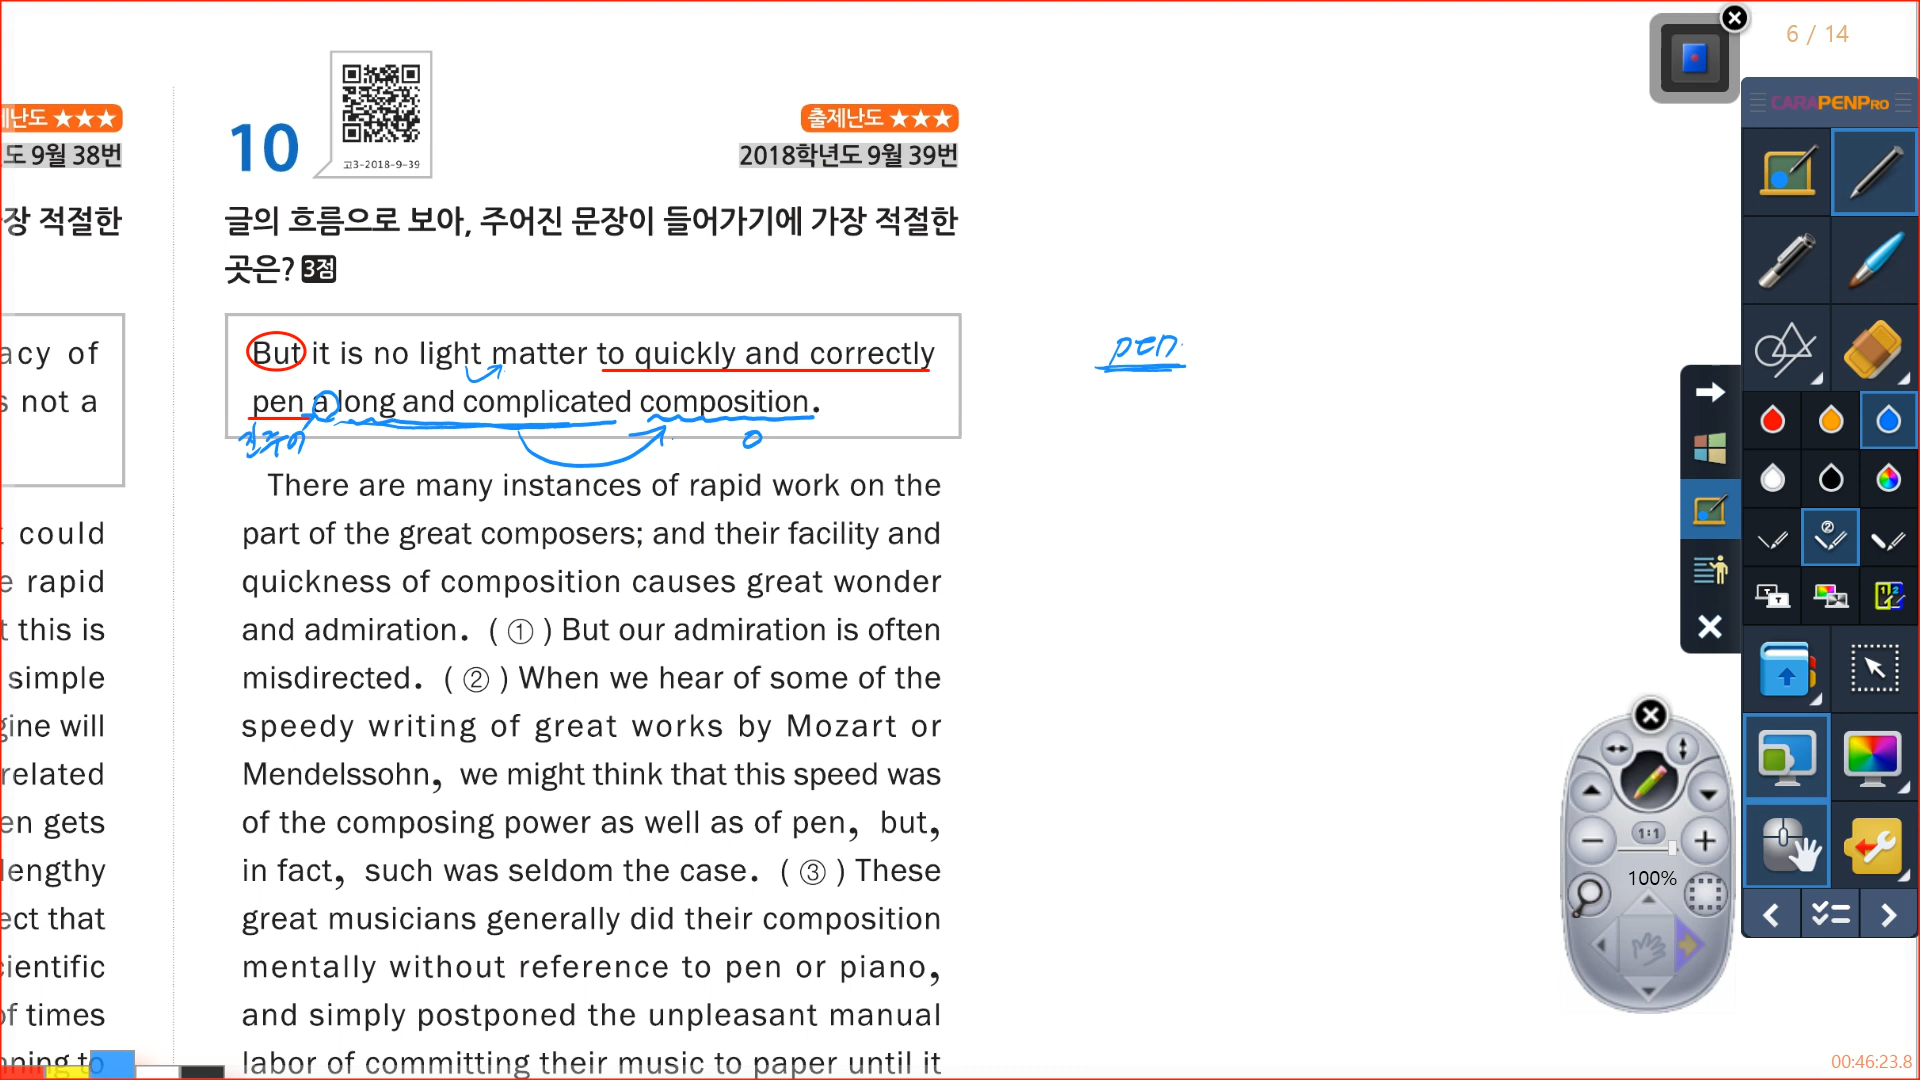 6 / 14
제난도 ★★★
도 9월 38번
장 적절한
acy of
s not a
could
e rapid
t this is
simple
gine will
related
en gets
lengthy
ect that
cientific
of times
10
고3-2018-9-39
출제난도 ★★★
2018학년도 9월 39번
글의 흐름으로 보아, 주어진 문장이 들어가기에 가장 적절한
곳은? 3점
But it is no light matter to quickly and correctly
pen a long and complicated composition.
O
pen
There are many instances of rapid work on the
part of the great composers; and their facility and
quickness of composition causes great wonder
and admiration. ( ① ) But our admiration is often
misdirected. ( ② ) When we hear of some of the
speedy writing of great works by Mozart or
Mendelssohn, we might think that this speed was
of the composing power as well as of pen, but,
in fact, such was seldom the case. ( ③ ) These
great musicians generally did their composition
mentally without reference to pen or piano,
and simply postponed the unpleasant manual
labor of committing their music to paper until it
CARAPENPRO
②
1:1
100%
00:46:23.8